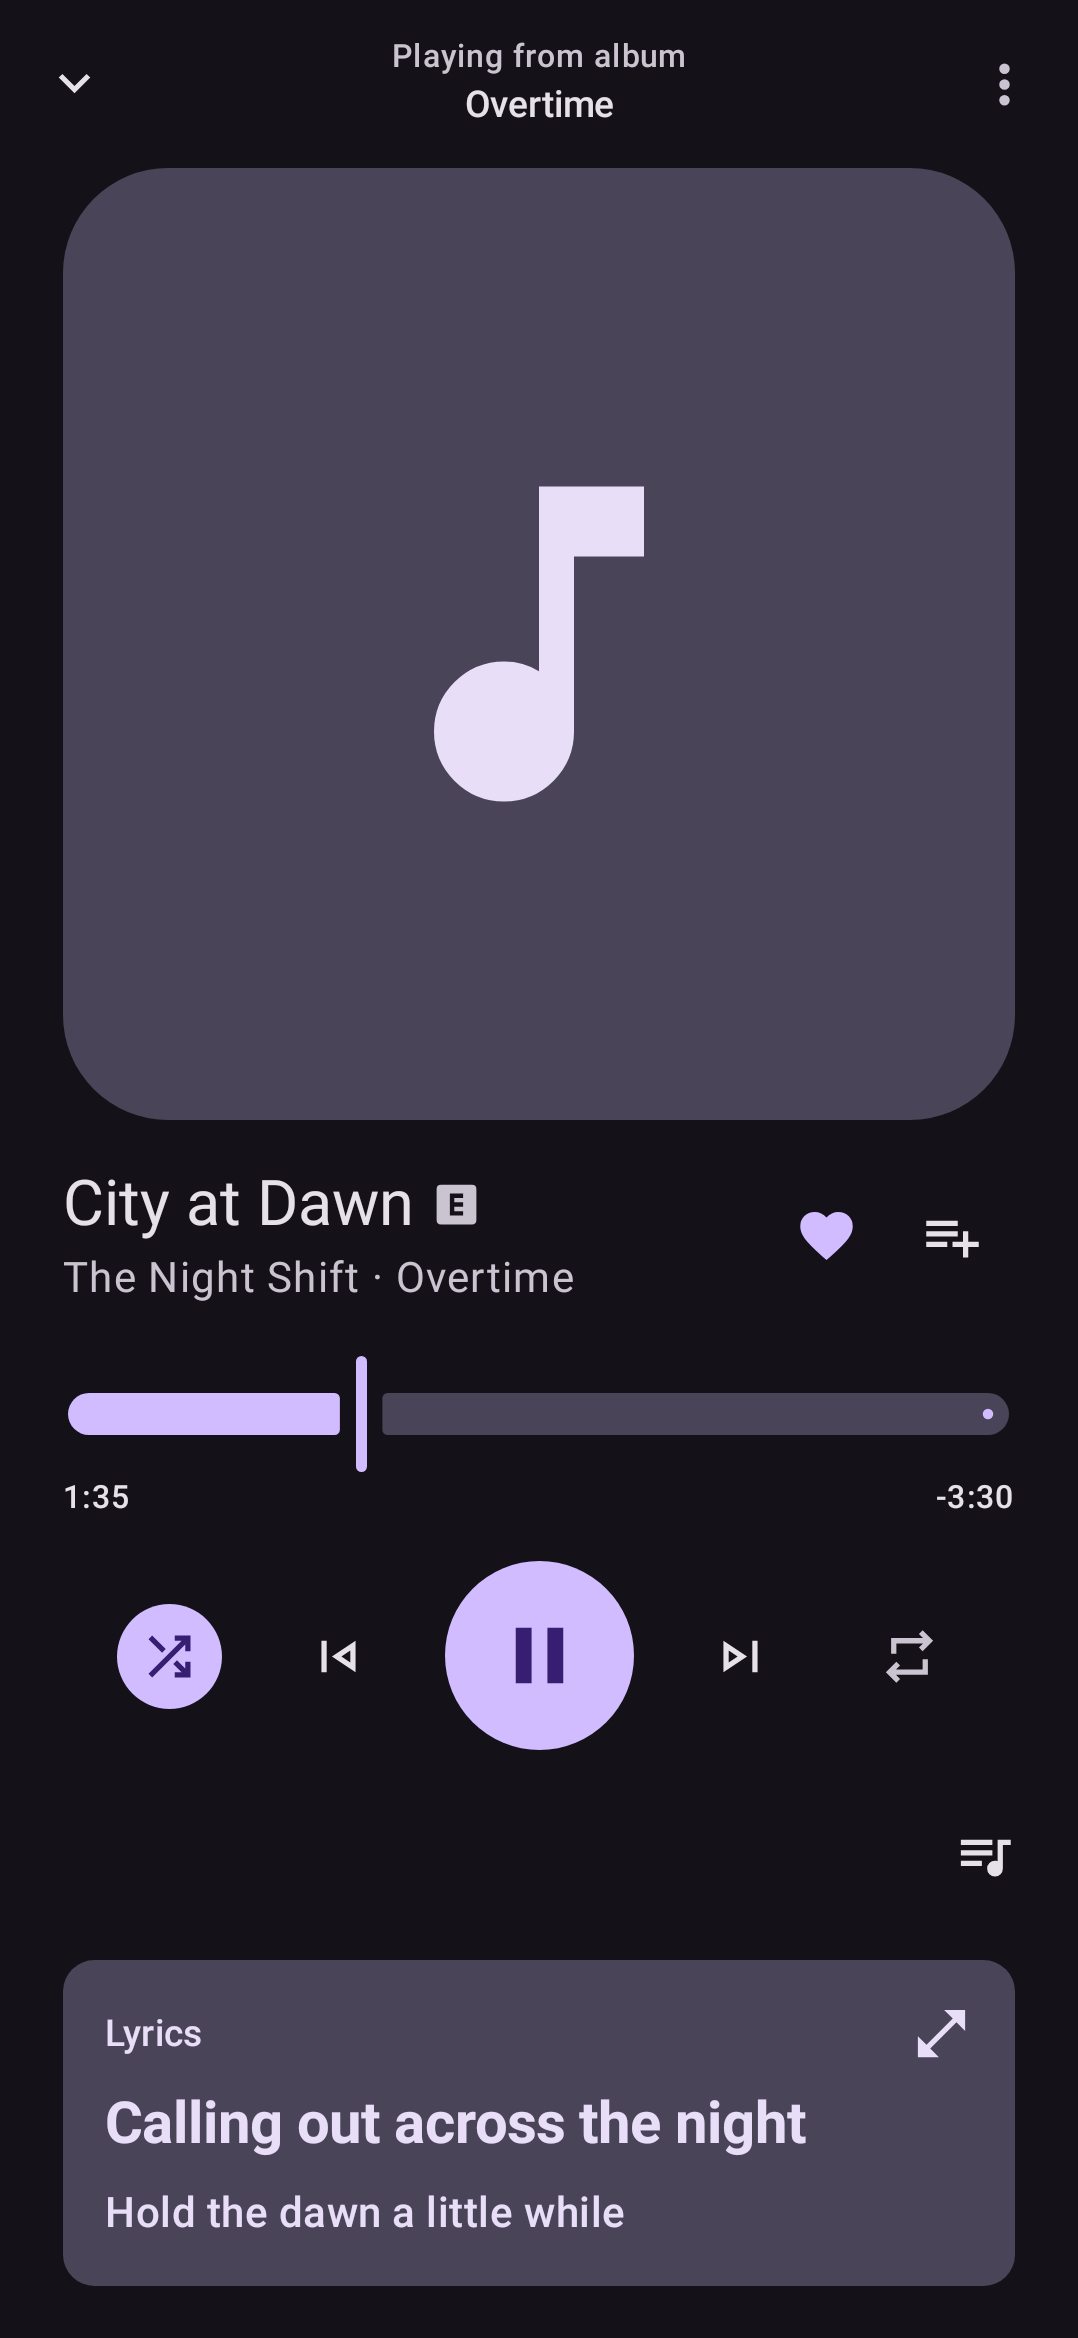 Playing from album
Overtime
City at Dawn E
The Night Shift · Overtime
1:35
-3:30
Lyrics
Calling out across the night
Hold the dawn a little while